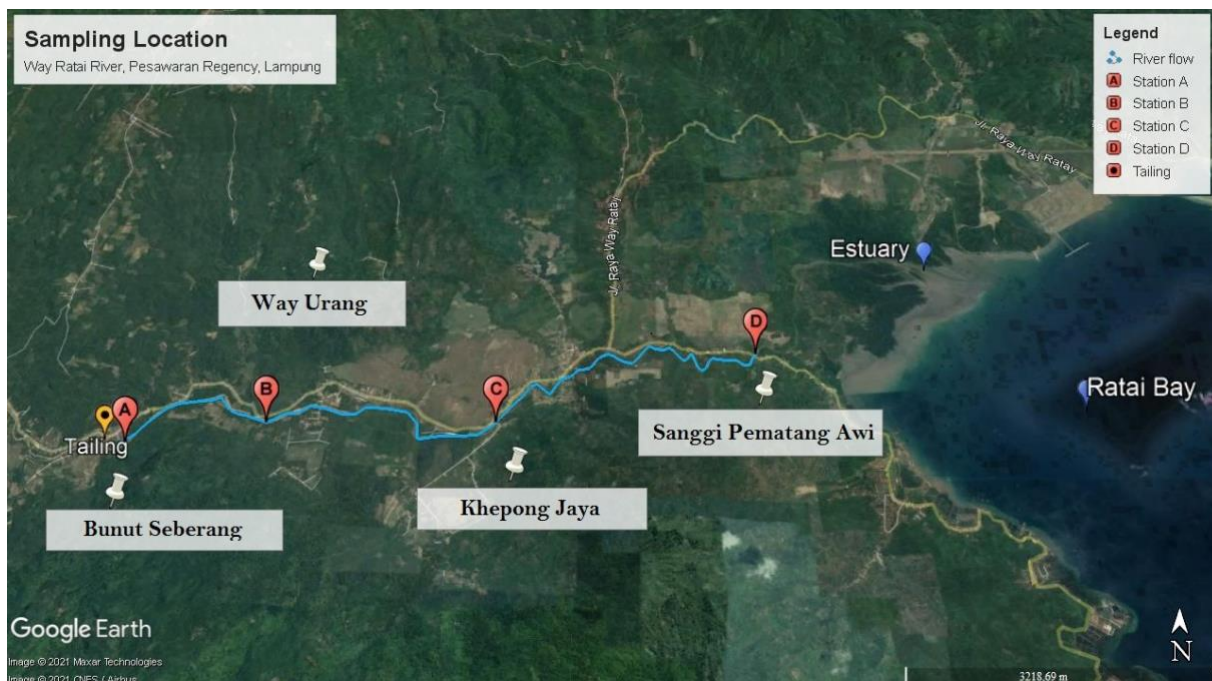 Sampling Location
Way Ratai River, Pesawaran Regency, Lampung
Legend
River flow
A Station A
B Station B
C Station C
D Station D
Tailing
Jl. Raya Way Ratay
Jl. Raya Way Ratay
Estuary
Way Urang
D
Ratai Bay
B
C
A
Tailing
Sanggi Pematang Awi
Khepong Jaya
Bunut Seberang
Google Earth
N
Image © 2021 Maxar Technologies
Image © 2021 CNES / Airbus
3218.69 m